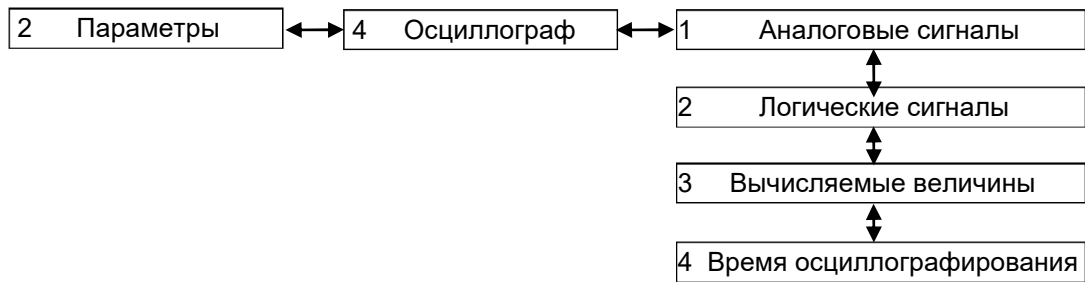 2 Параметры
4 Осциллограф
1 Аналоговые сигналы
2 Логические сигналы
3 Вычисляемые величины
4 Время осциллографирования